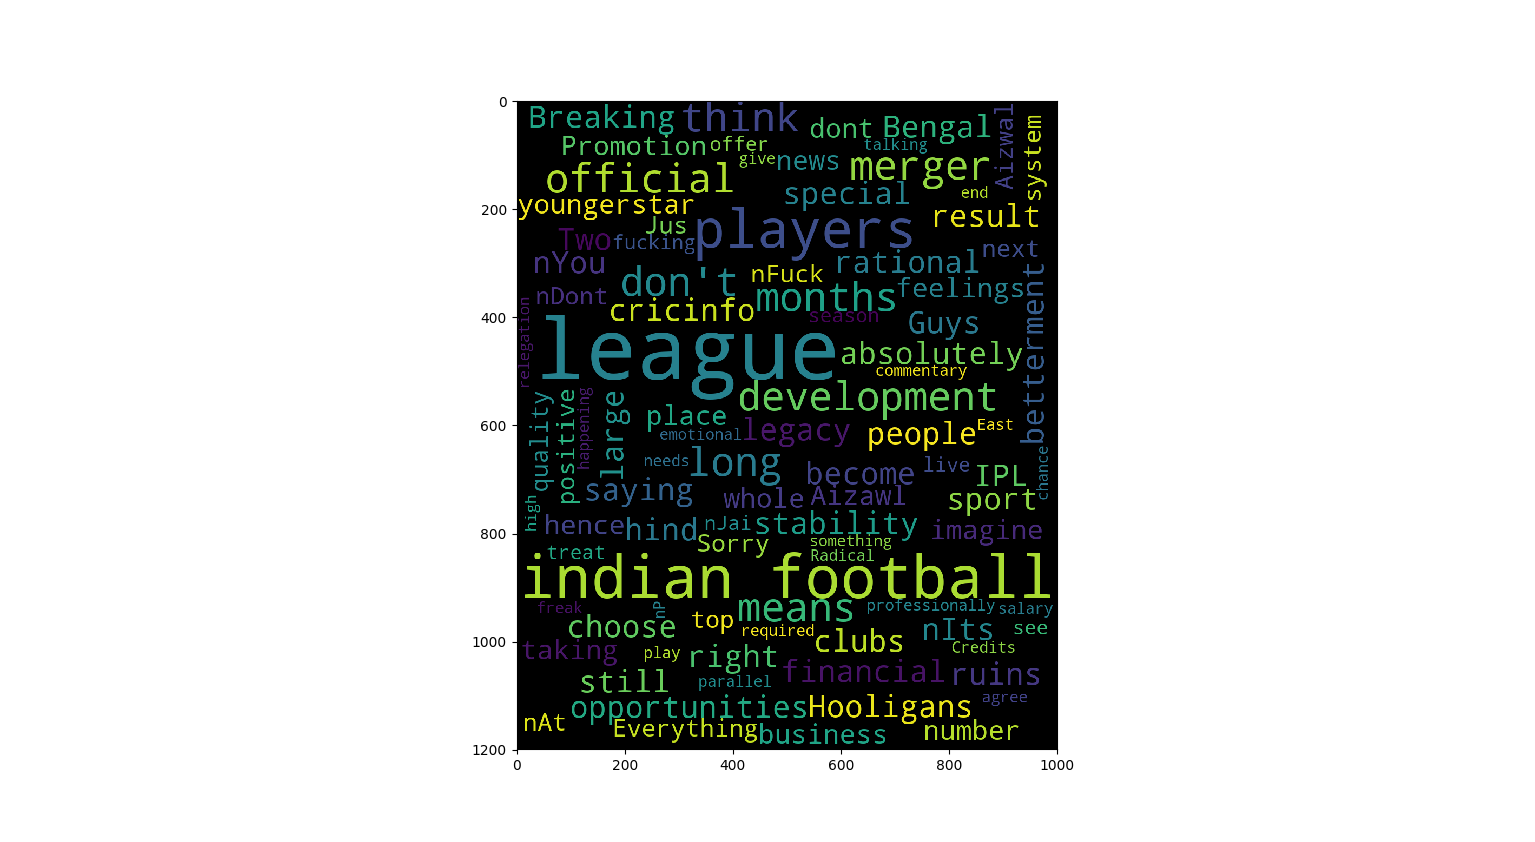 0
Breaking think dont Bengal Aizwal system
Promotion offer give news talking merger
official special end
youngerstar Jus players result
Two fucking next
nYou don't nFuck rational
nDont months feelings betterment
cricinfo season Guys
relegation league absolutely
commentary
quality positive happening large development
place legacy people East
emotional
needs long become live IPL chance
saying whole Aizawl sport
high hence hind nJai stability imagine
Sorry something
treat Radical
indian football
freak nP means professionally salary
choose top required clubs nIts see
taking play right Credits
still parallel financial ruins
agree
opportunities Hooligans
nAt Everything business number
200
400
600
800
1000
1200
0 200 400 600 800 1000